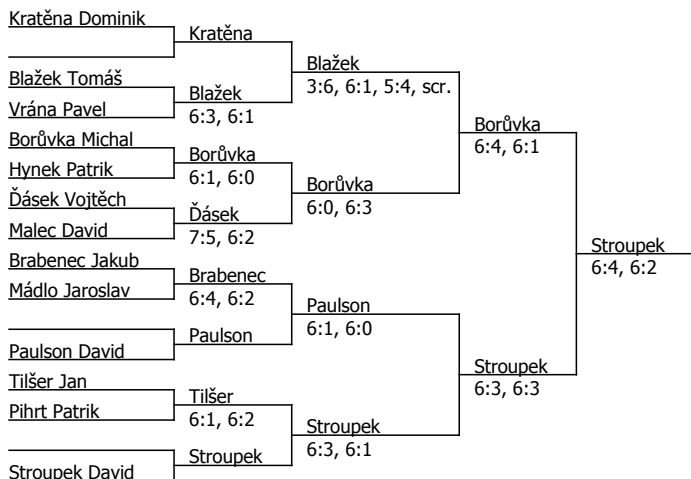 Kratěna Dominik
Kratěna
Blažek
3:6, 6:1, 5:4, scr.
Blažek Tomáš
Blažek
6:3, 6:1
Vrána Pavel
Borůvka
6:4, 6:1
Borůvka Michal
Borůvka
6:1, 6:0
Hynek Patrik
Borůvka
6:0, 6:3
Ďásek Vojtěch
Ďásek
7:5, 6:2
Malec David
Stroupek
6:4, 6:2
Brabenec Jakub
Brabenec
6:4, 6:2
Mádlo Jaroslav
Paulson
6:1, 6:0
Paulson
Paulson David
Stroupek
6:3, 6:3
Tilšer Jan
Tilšer
6:1, 6:2
Pihrt Patrik
Stroupek
6:3, 6:1
Stroupek
Stroupek David